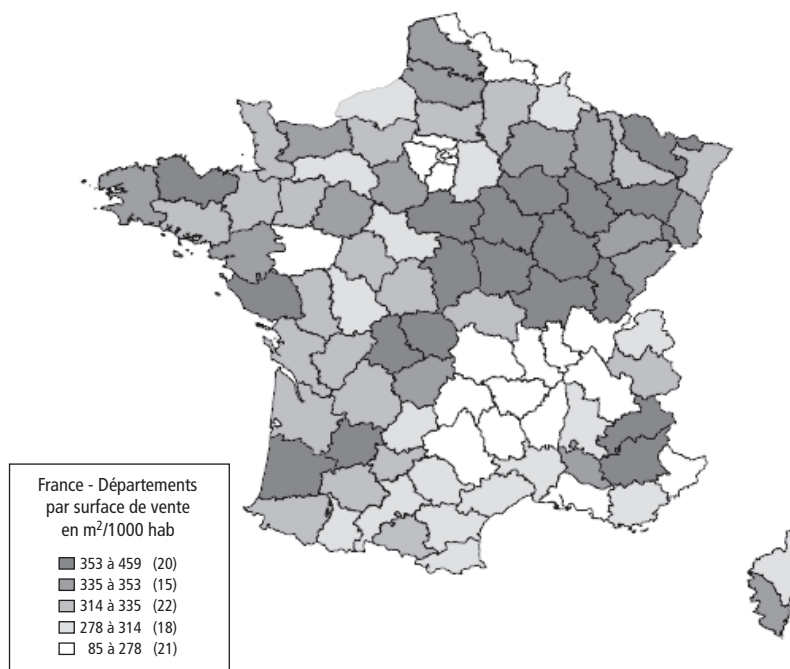 France - Départements
par surface de vente
en m²/1000 hab
353 à 459 (20)
335 à 353 (15)
314 à 335 (22)
278 à 314 (18)
85 à 278 (21)